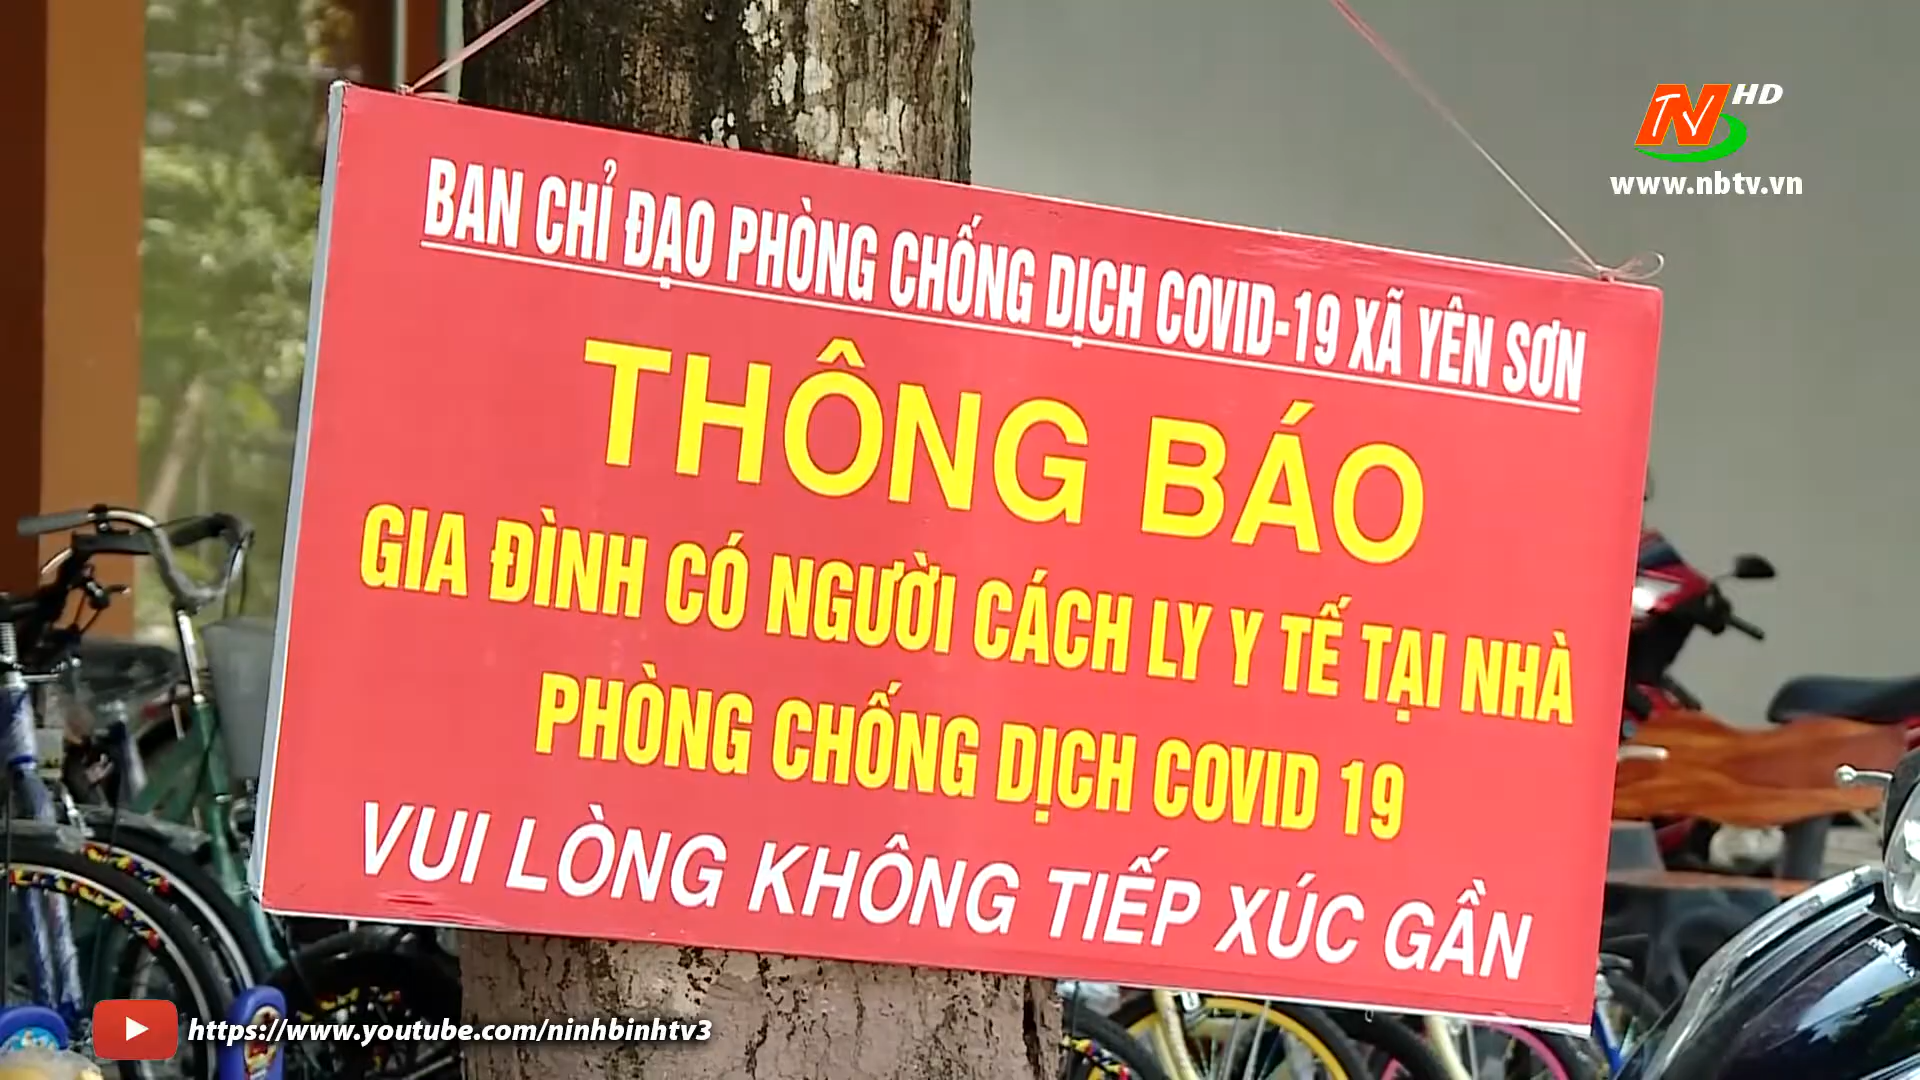 NTV HD
www.nbtv.vn
BAN CHỈ ĐẠO PHÒNG CHỐNG DỊCH COVID-19 XÃ YÊN SƠN
THÔNG BÁO
GIA ĐÌNH CÓ NGƯỜI CÁCH LY Y TẾ TẠI NHÀ
PHÒNG CHỐNG DỊCH COVID 19
VUI LÒNG KHÔNG TIẾP XÚC GẦN
https://www.youtube.com/ninhbinhtv3